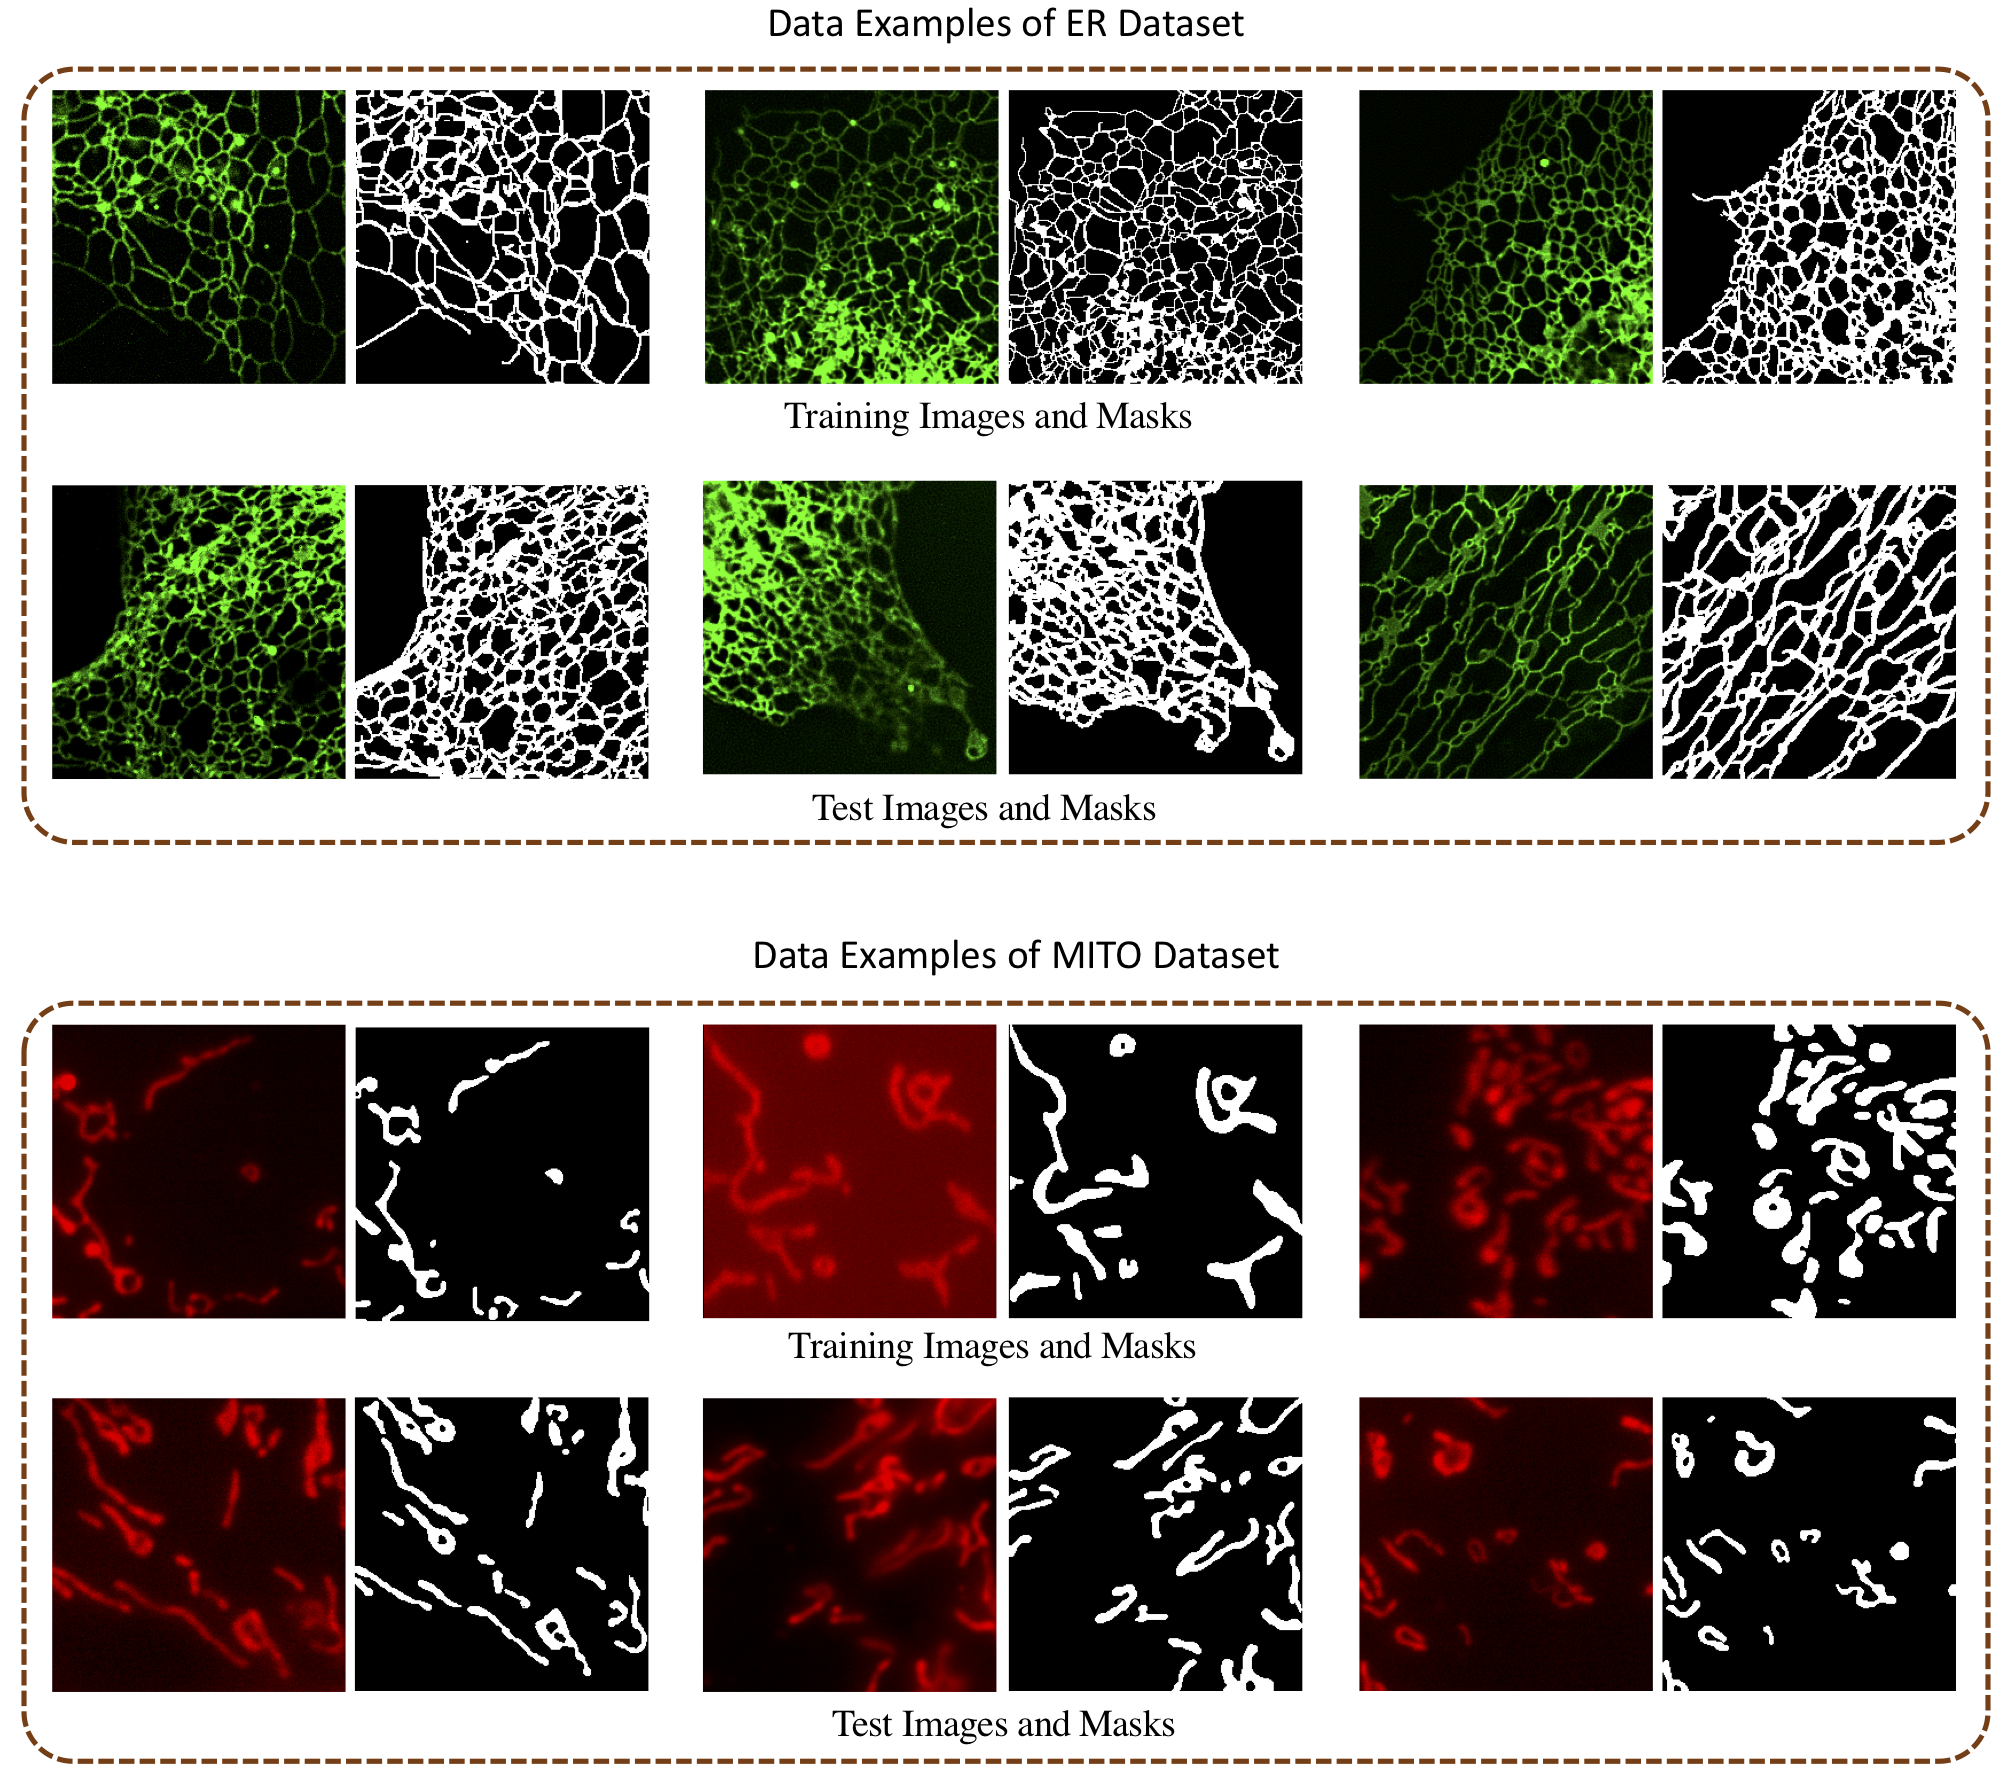 Data Examples of ER Dataset
Training Images and Masks
Test Images and Masks
Data Examples of MITO Dataset
Training Images and Masks
Test Images and Masks